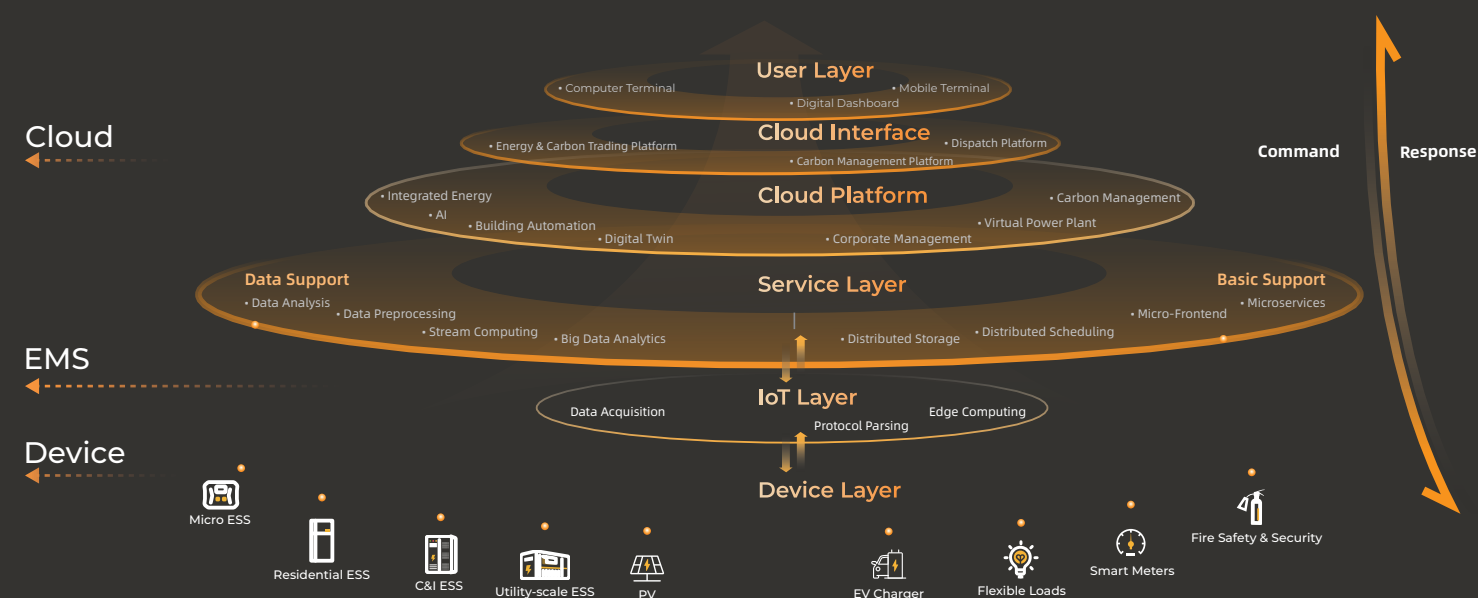 User Layer
• Computer Terminal
• Mobile Terminal
• Digital Dashboard
Cloud
Cloud Interface
• Energy & Carbon Trading Platform
• Dispatch Platform
• Carbon Management Platform
Command
Response
Cloud Platform
• Integrated Energy
• Carbon Management
• AI
• Building Automation
• Virtual Power Plant
• Digital Twin
• Corporate Management
Service Layer
Data Support
Basic Support
• Data Analysis
• Microservices
• Data Preprocessing
• Micro-Frontend
• Stream Computing
• Distributed Scheduling
• Big Data Analytics
• Distributed Storage
EMS
IoT Layer
Data Acquisition
Edge Computing
Protocol Parsing
Device
Device Layer
Micro ESS
Residential ESS
C&I ESS
Utility-scale ESS
PV
EV Charger
Flexible Loads
Smart Meters
Fire Safety & Security